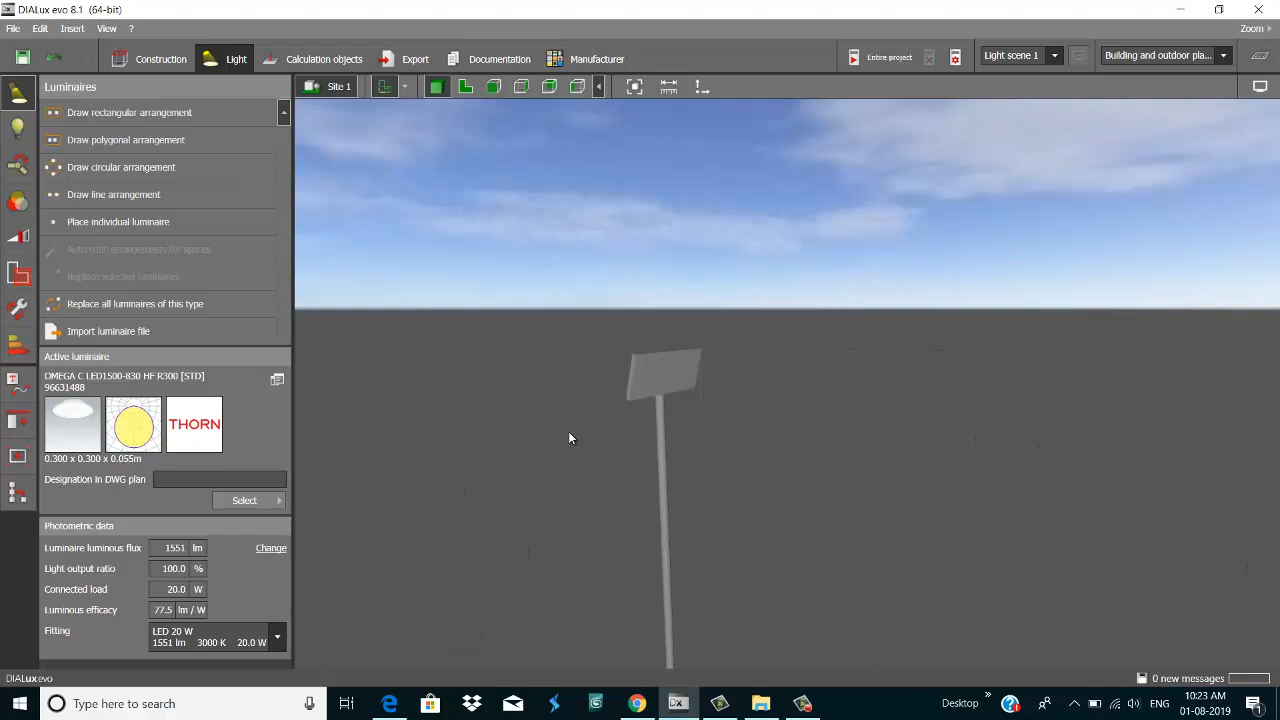 DIALux evo 8.1 (64-bit)
File Edit Insert View ? Zoom
Construction Light Calculation objects Export Documentation Manufacturer Entire project Light scene 1 Building and outdoor pla...
Luminaires
Site 1
Draw rectangular arrangement
Draw polygonal arrangement
Draw circular arrangement
Draw line arrangement
Place individual luminaire
Automatic arrangements for spaces
Replace selected luminaires
Replace all luminaires of this type
Import luminaire file
Active luminaire
OMEGA C LED1500-830 HF R300 [STD]
96631488
THORN
0.300 x 0.300 x 0.055m
Designation in DWG plan
Select
Photometric data
Luminaire luminous flux 1551 lm Change
Light output ratio 100.0 %
Connected load 20.0 W
Luminous efficacy 77.5 lm / W
Fitting LED 20 W
1551 lm 3000 K 20.0 W
DIALux evo 0 new messages
Type here to search Desktop » ENG 10:23 AM
01-08-2019